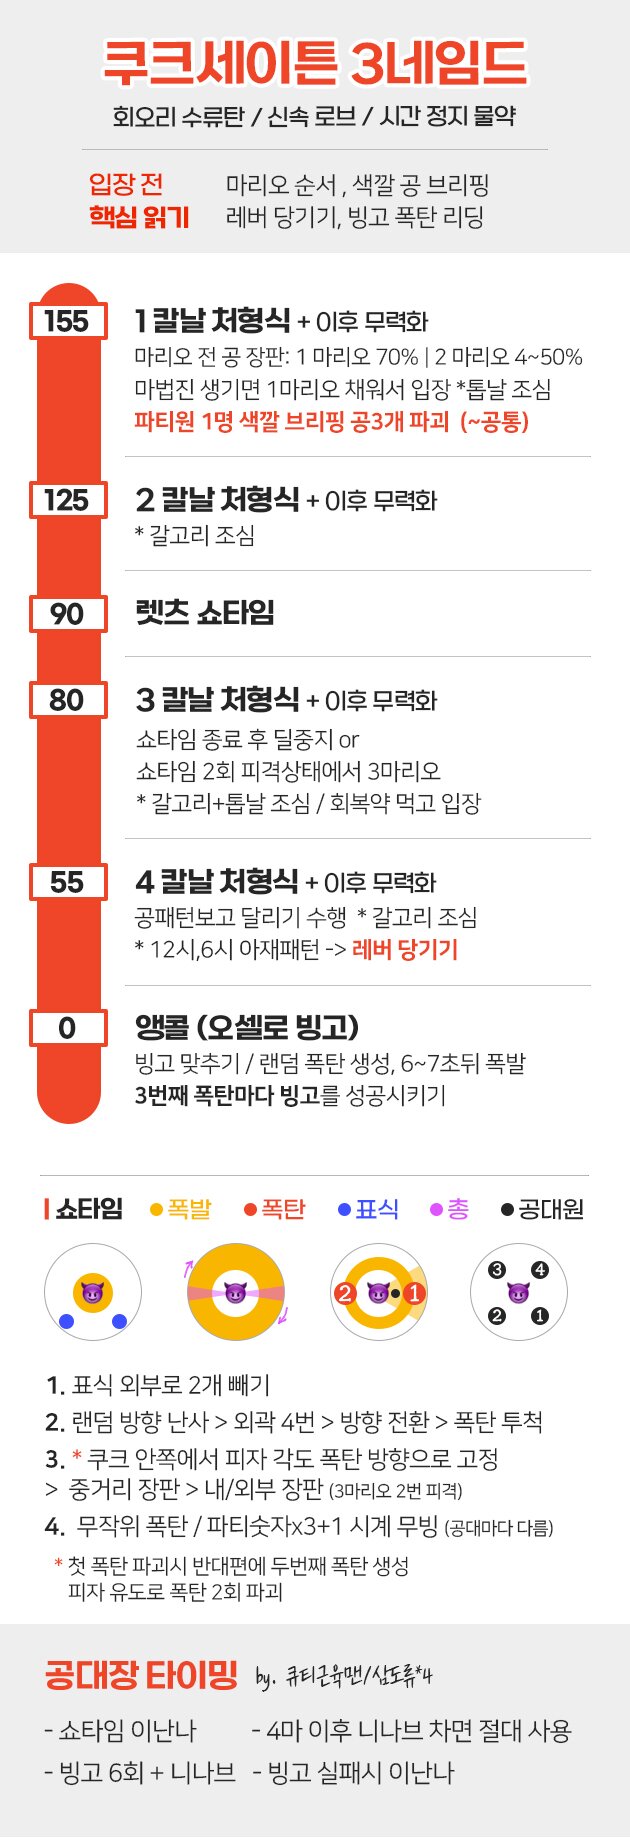 쿠크세이튼 3네임드
회오리 수류탄 / 신속 로브 / 시간 정지 물약
입장 전 마리오 순서 , 색깔 공 브리핑
핵심 읽기 레버 당기기, 빙고 폭탄 리딩
155 1 칼날 처형식 + 이후 무력화
마리오 전 공 장판: 1 마리오 70% | 2 마리오 4~50%
마법진 생기면 1마리오 채워서 입장 *톱날 조심
파티원 1명 색깔 브리핑 공3개 파괴 (~공통)
125 2 칼날 처형식 + 이후 무력화
* 갈고리 조심
90 렛츠 쇼타임
80 3 칼날 처형식 + 이후 무력화
쇼타임 종료 후 딜중지 or
쇼타임 2회 피격상태에서 3마리오
* 갈고리+톱날 조심 / 회복약 먹고 입장
55 4 칼날 처형식 + 이후 무력화
공패턴보고 달리기 수행 * 갈고리 조심
* 12시,6시 아재패턴 -> 레버 당기기
0 앵콜 (오셀로 빙고)
빙고 맞추기 / 랜덤 폭탄 생성, 6~7초뒤 폭발
3번째 폭탄마다 빙고를 성공시키기
쇼타임 폭발 폭탄 표식 총 공대원
3 4
2 1
2 1
1. 표식 외부로 2개 빼기
2. 랜덤 방향 난사 > 외곽 4번 > 방향 전환 > 폭탄 투척
3. * 쿠크 안쪽에서 피자 각도 폭탄 방향으로 고정
> 중거리 장판 > 내/외부 장판 (3마리오 2번 피격)
4. 무작위 폭탄 / 파티숫자x3+1 시계 무빙 (공대마다 다름)
* 첫 폭탄 파괴시 반대편에 두번째 폭탄 생성
피자 유도로 폭탄 2회 파괴
공대장 타이밍 by. 큐티근육맨/삼도류*4
- 쇼타임 이난나 - 4마 이후 니나브 차면 절대 사용
- 빙고 6회 + 니나브 - 빙고 실패시 이난나